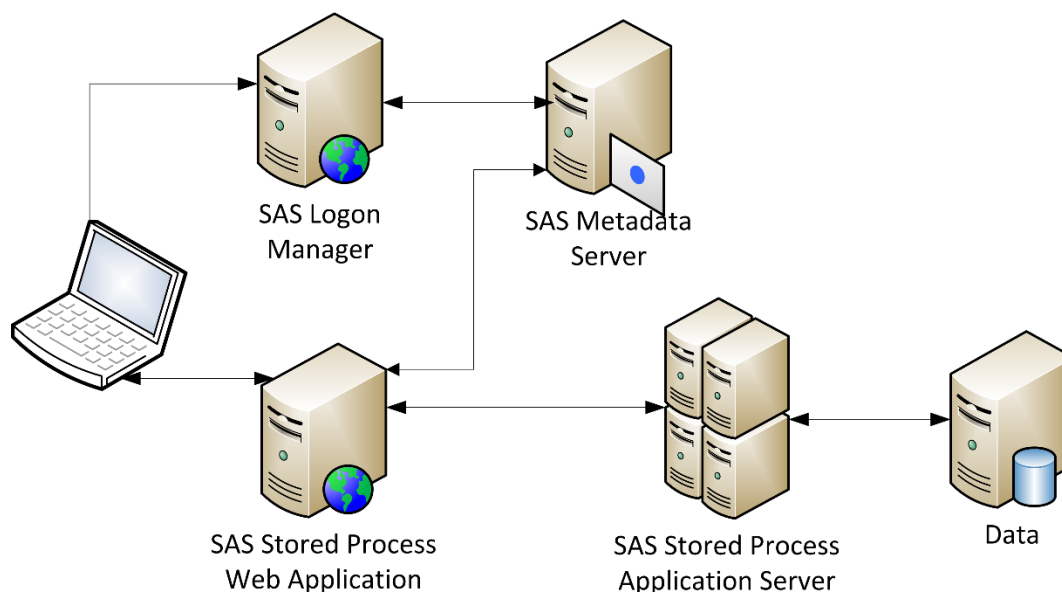 SAS Logon
Manager
SAS Metadata
Server
SAS Stored Process
Web Application
SAS Stored Process
Application Server
Data